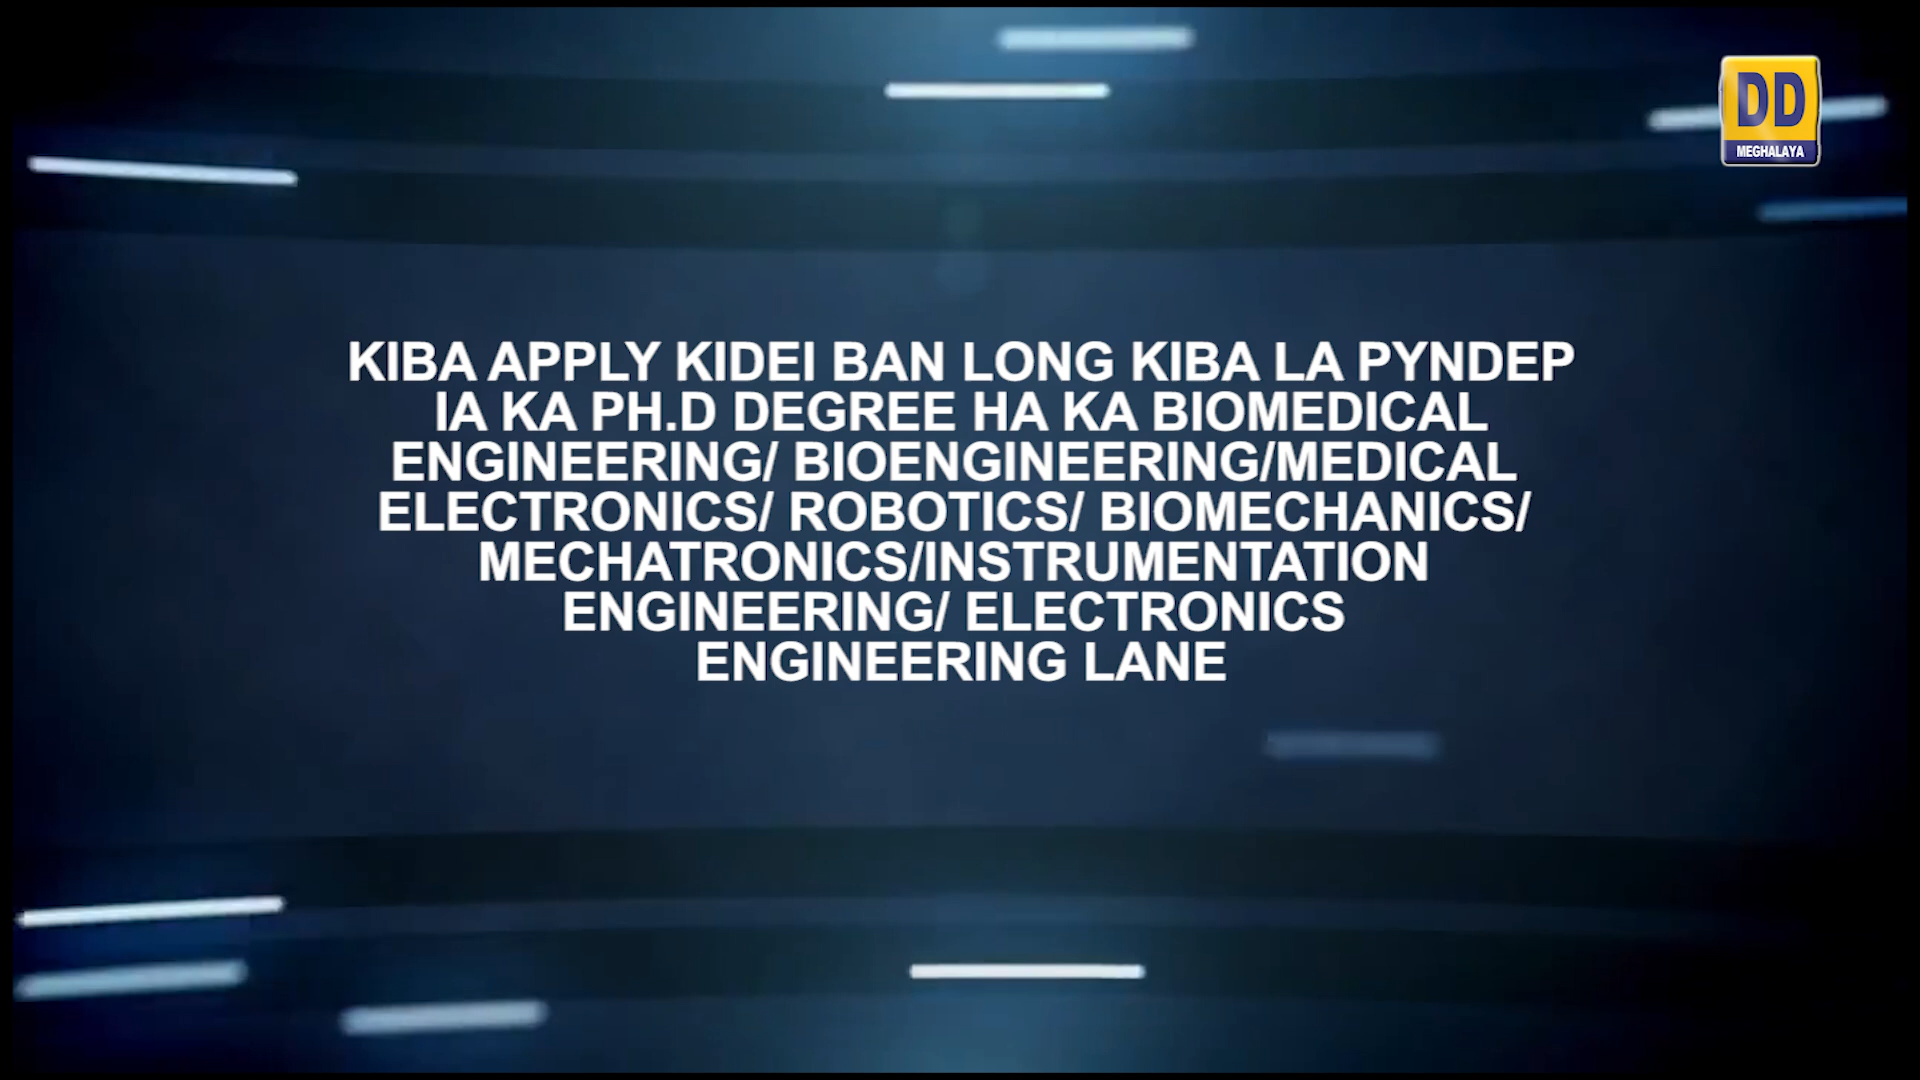 DD
MEGHALAYA
KIBA APPLY KIDEI BAN LONG KIBA LA PYNDEP
IA KA PH.D DEGREE HA KA BIOMEDICAL
ENGINEERING/ BIOENGINEERING/MEDICAL
ELECTRONICS/ ROBOTICS/ BIOMECHANICS/
MECHATRONICS/INSTRUMENTATION
ENGINEERING/ ELECTRONICS
ENGINEERING LANE